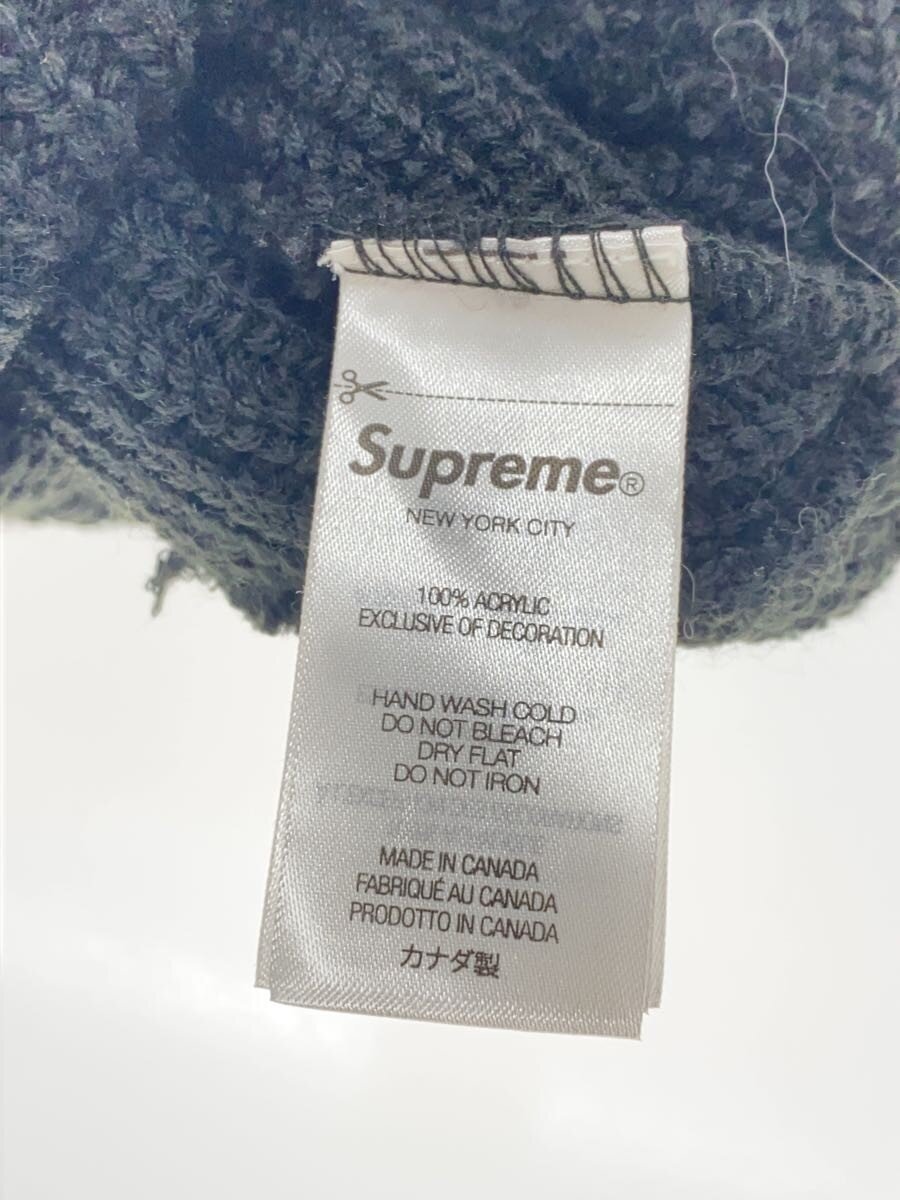 Supreme®
NEW YORK CITY
100% ACRYLIC
EXCLUSIVE OF DECORATION
HAND WASH COLD
DO NOT BLEACH
DRY FLAT
DO NOT IRON
MADE IN CANADA
FABRIQUÉ AU CANADA
PRODOTTO IN CANADA
カナダ製